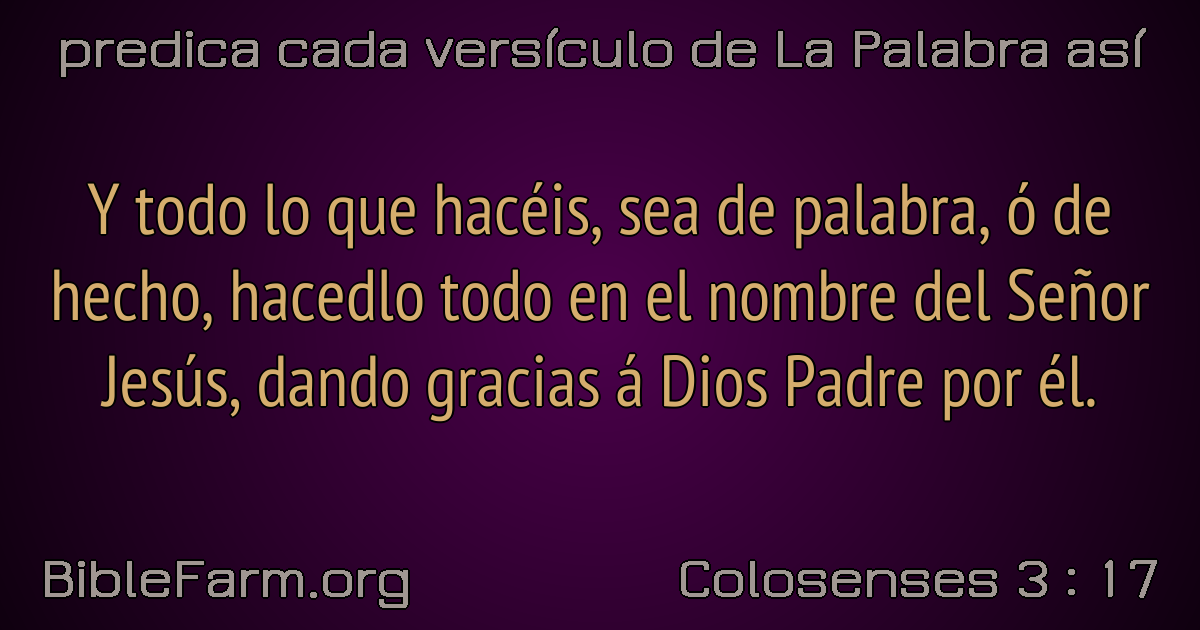 predica cada versículo de La Palabra así
Y todo lo que hacéis, sea de palabra, ó de
hecho, hacedlo todo en el nombre del Señor
Jesús, dando gracias á Dios Padre por él.
BibleFarm.org
Colosenses 3 : 17